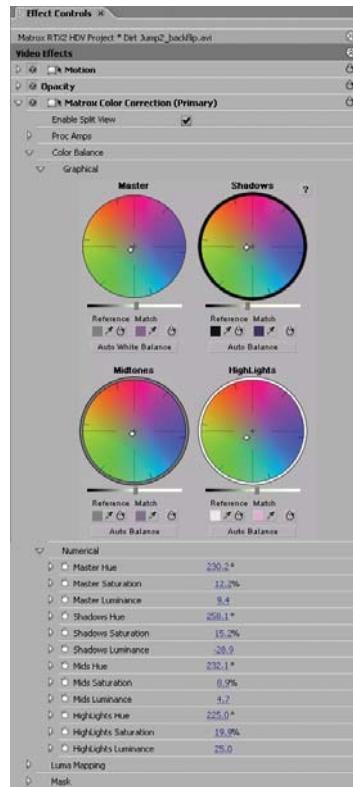 Effect Controls ×
Matrox RTX2 HDV Project * Dirt Jump2_backflip.avi
Video Effects
Motion
Opacity
Matrox Color Correction (Primary)
Enable Split View
Proc Amps
Color Balance
Graphical
Master Shadows ?
Reference Match Reference Match
Auto White Balance Auto Balance
Midtones HighLights
Reference Match Reference Match
Auto Balance Auto Balance
Numerical
Master Hue 230.2°
Master Saturation 12.2%
Master Luminance 9.4
Shadows Hue 258.1°
Shadows Saturation 15.2%
Shadows Luminance -28.9
Mids Hue 232.1°
Mids Saturation 8.9%
Mids Luminance 4.7
HighLights Hue 225.0°
HighLights Saturation 19.9%
HighLights Luminance 25.0
Luma Mapping
Mask